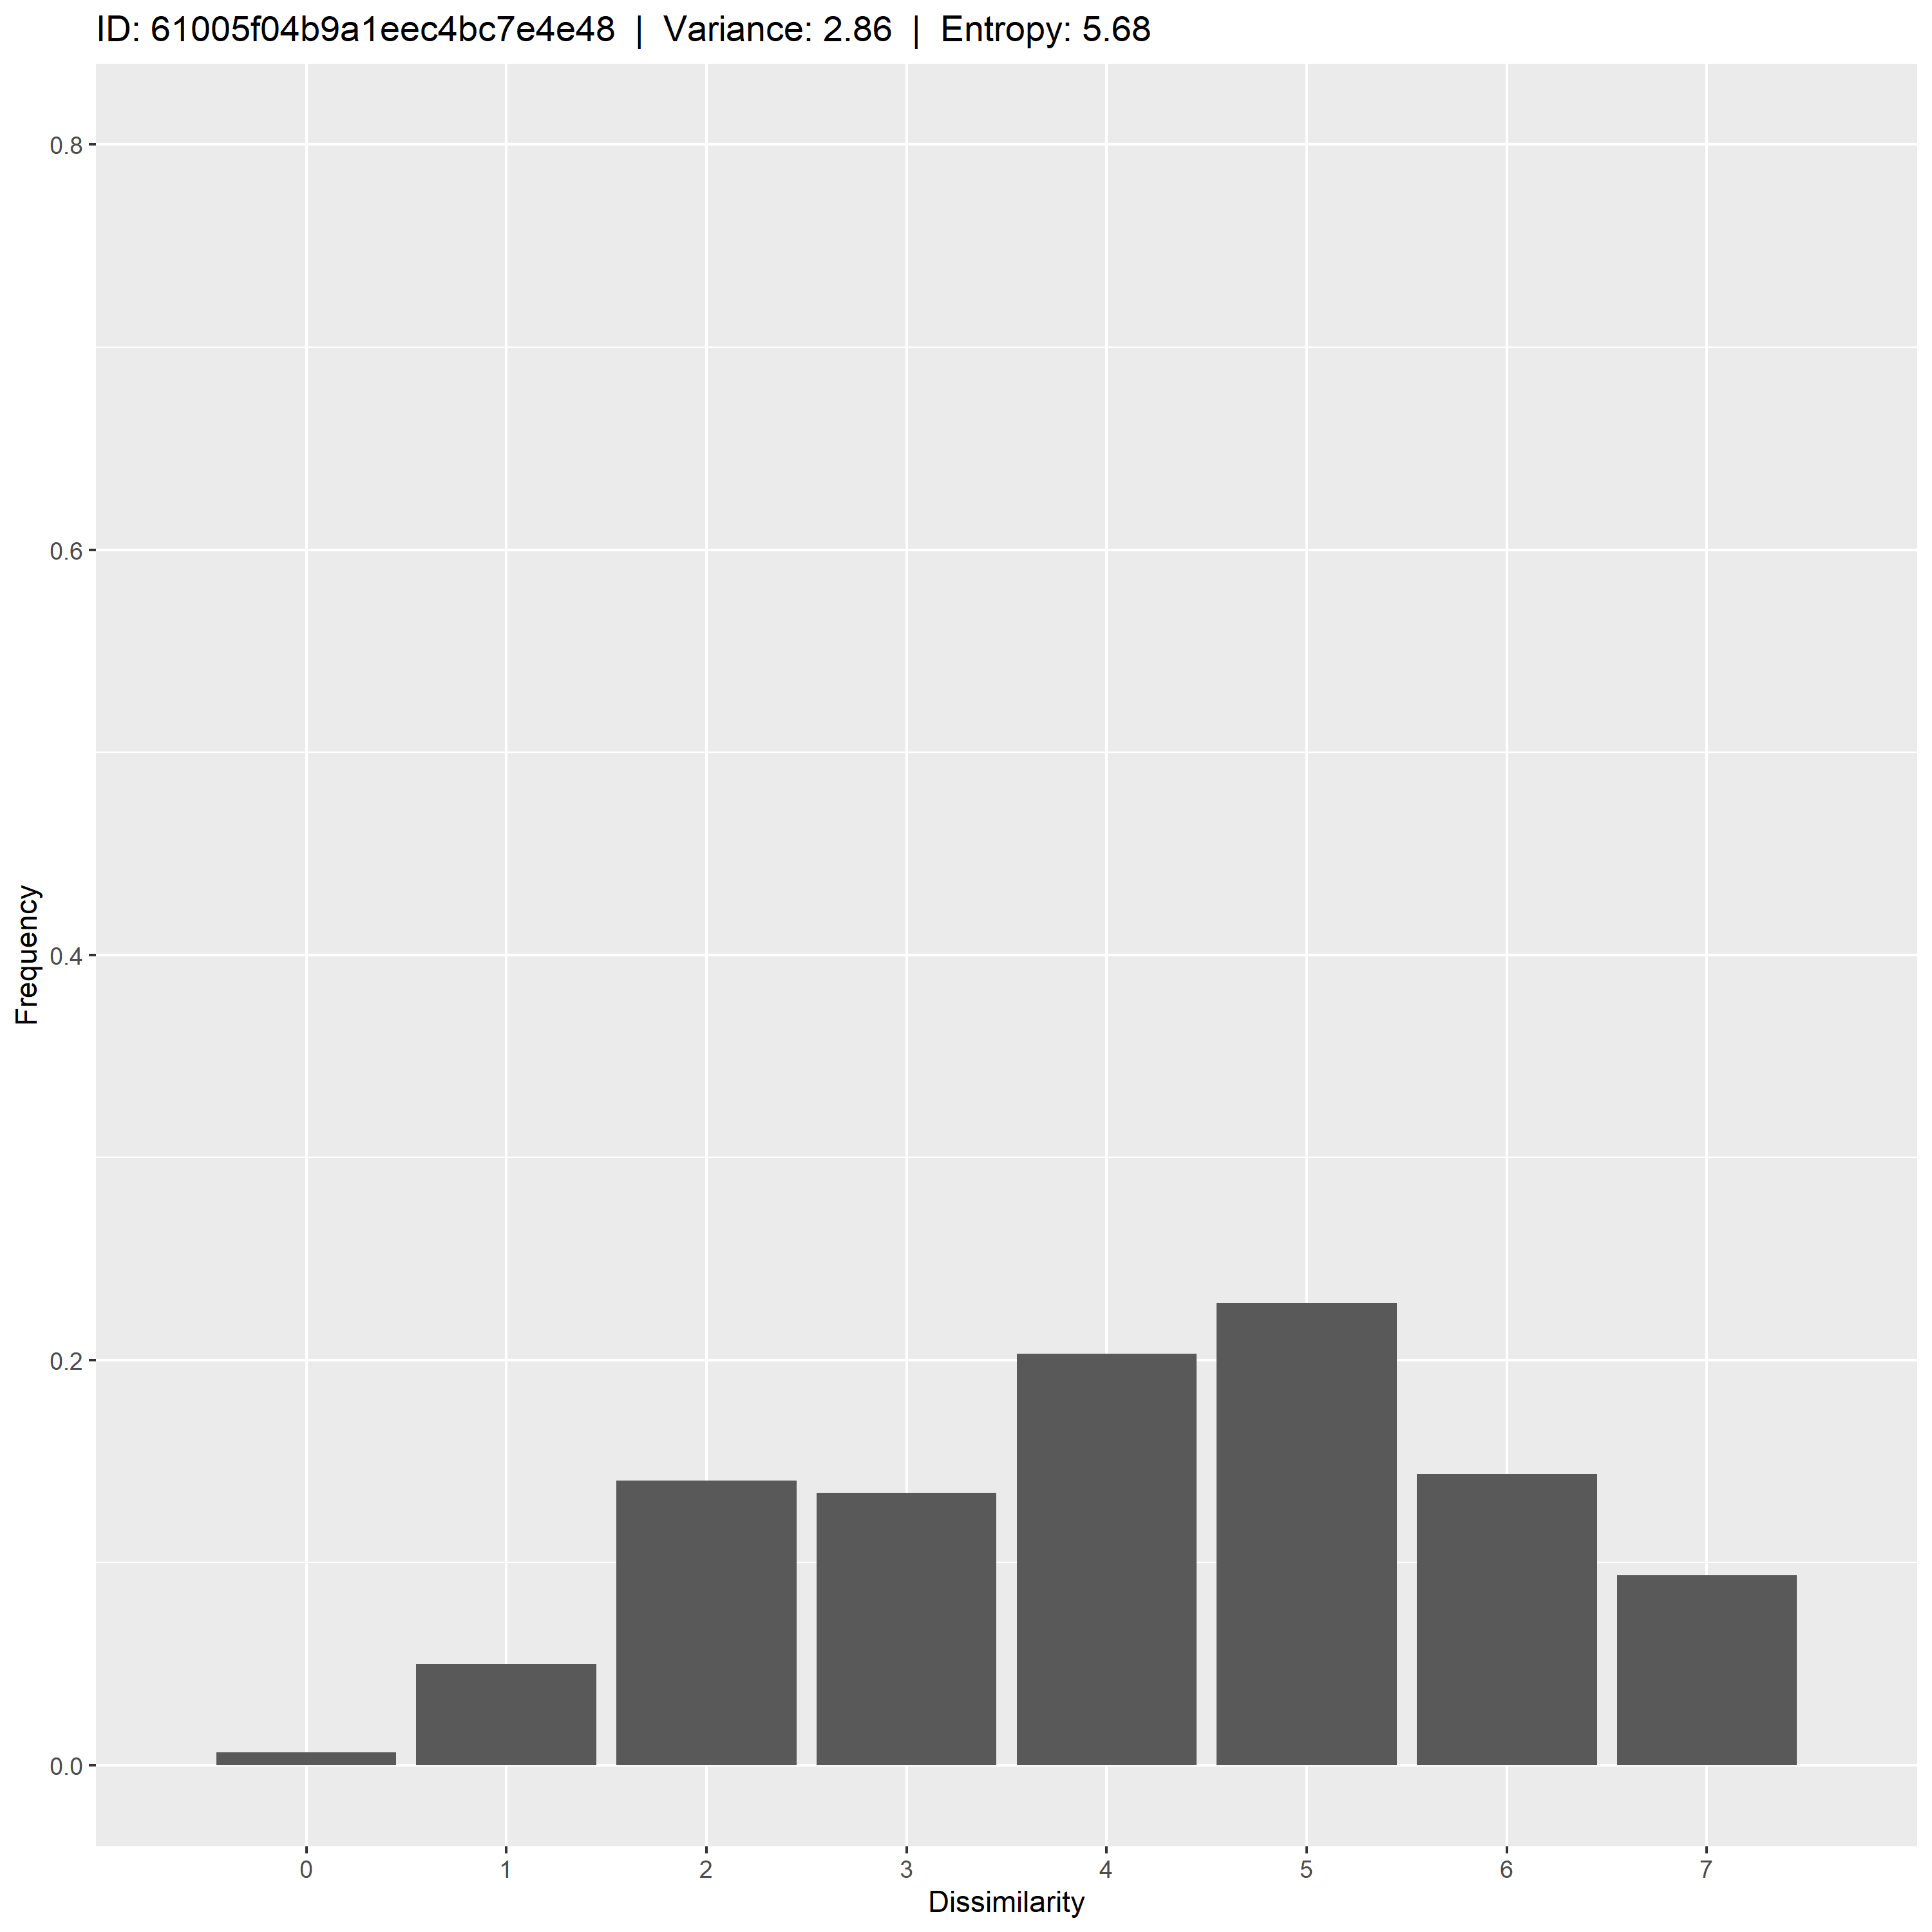 ID: 61005f04b9a1eec4bc7e4e48 | Variance: 2.86 | Entropy: 5.68
0.8
0.6
0.4
0.2
0.0
Frequency
0 1 2 3 4 5 6 7
Dissimilarity